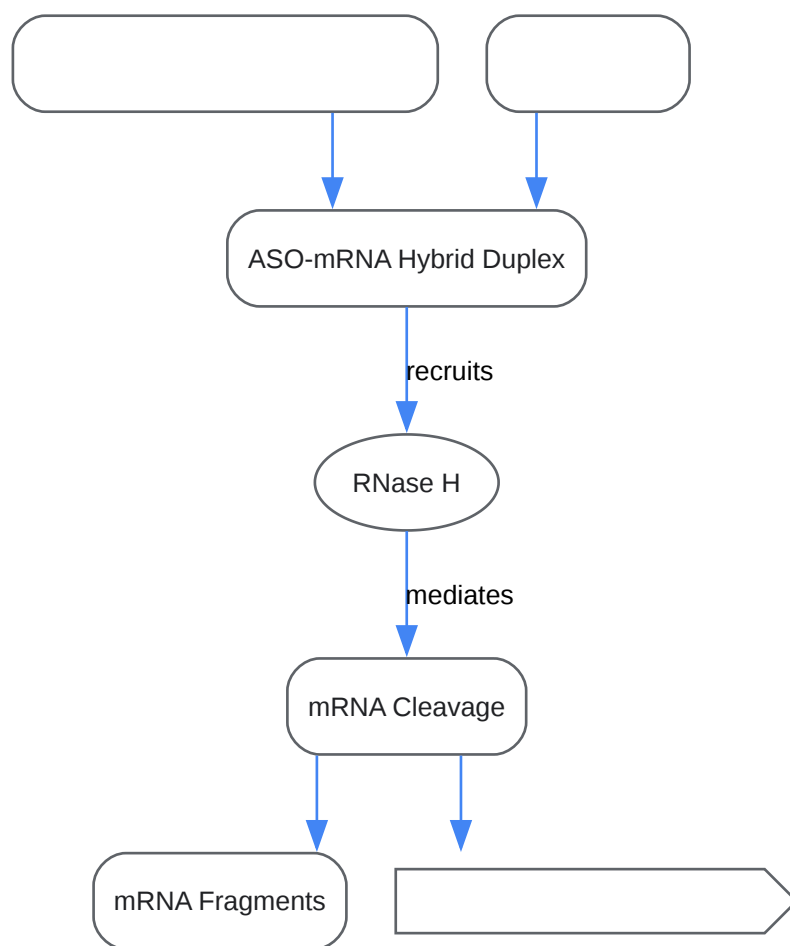 ASO-mRNA Hybrid Duplex
recruits
RNase H
mediates
mRNA Cleavage
mRNA Fragments